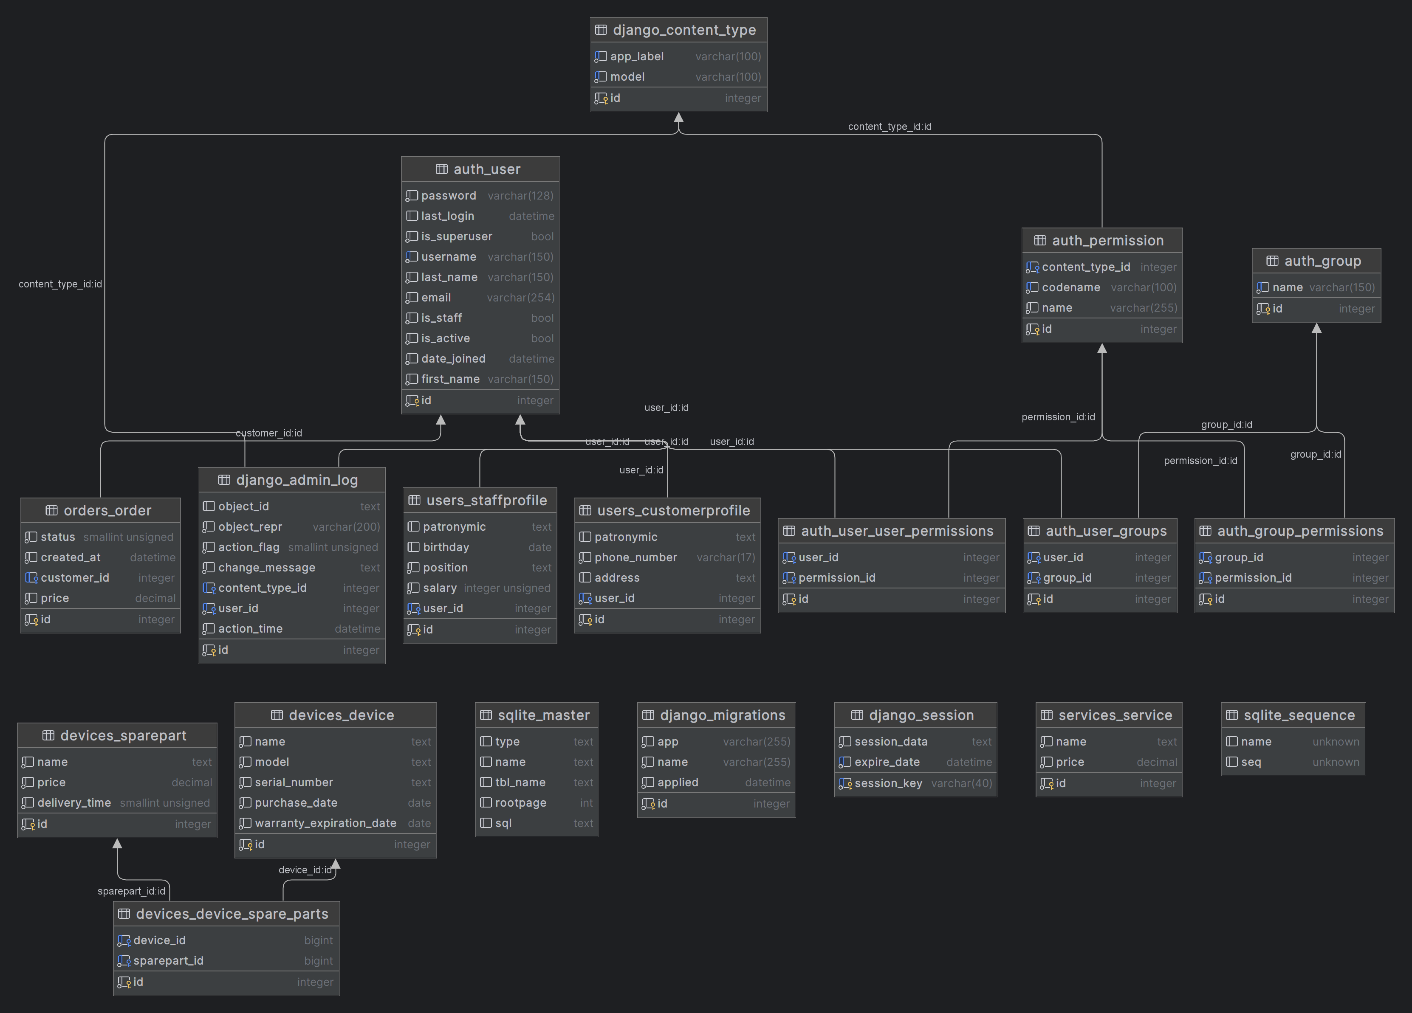 django_content_type
app_label varchar(100)
model varchar(100)
id integer
content_type_id:id
content_type_id:id
auth_user
password varchar(128)
last_login datetime
is_superuser bool
username varchar(150)
last_name varchar(150)
email varchar(254)
is_staff bool
is_active bool
date_joined datetime
first_name varchar(150)
id integer
auth_permission
content_type_id integer
codename varchar(100)
name varchar(255)
id integer
auth_group
name varchar(150)
id integer
user_id:id
customer_id:id
user_id:id
user_id:id
user_id:id
user_id:id
permission_id:id
group_id:id
permission_id:id
group_id:id
orders_order
status smallint unsigned
created_at datetime
customer_id integer
price decimal
id integer
django_admin_log
object_id text
object_repr varchar(200)
action_flag smallint unsigned
change_message text
content_type_id integer
user_id integer
action_time datetime
id integer
users_staffprofile
patronymic text
birthday date
position text
salary integer unsigned
user_id integer
id integer
users_customerprofile
patronymic text
phone_number varchar(17)
address text
user_id integer
id integer
auth_user_user_permissions
user_id integer
permission_id integer
id integer
auth_user_groups
user_id integer
group_id integer
id integer
auth_group_permissions
group_id integer
permission_id integer
id integer
devices_sparepart
name text
price decimal
delivery_time smallint unsigned
id integer
devices_device
name text
model text
serial_number text
purchase_date date
warranty_expiration_date date
id integer
sqlite_master
type text
name text
tbl_name text
rootpage int
sql text
django_migrations
app varchar(255)
name varchar(255)
applied datetime
id integer
django_session
session_data text
expire_date datetime
session_key varchar(40)
services_service
name text
price decimal
id integer
sqlite_sequence
name unknown
seq unknown
device_id:id
sparepart_id:id
devices_device_spare_parts
device_id bigint
sparepart_id bigint
id integer